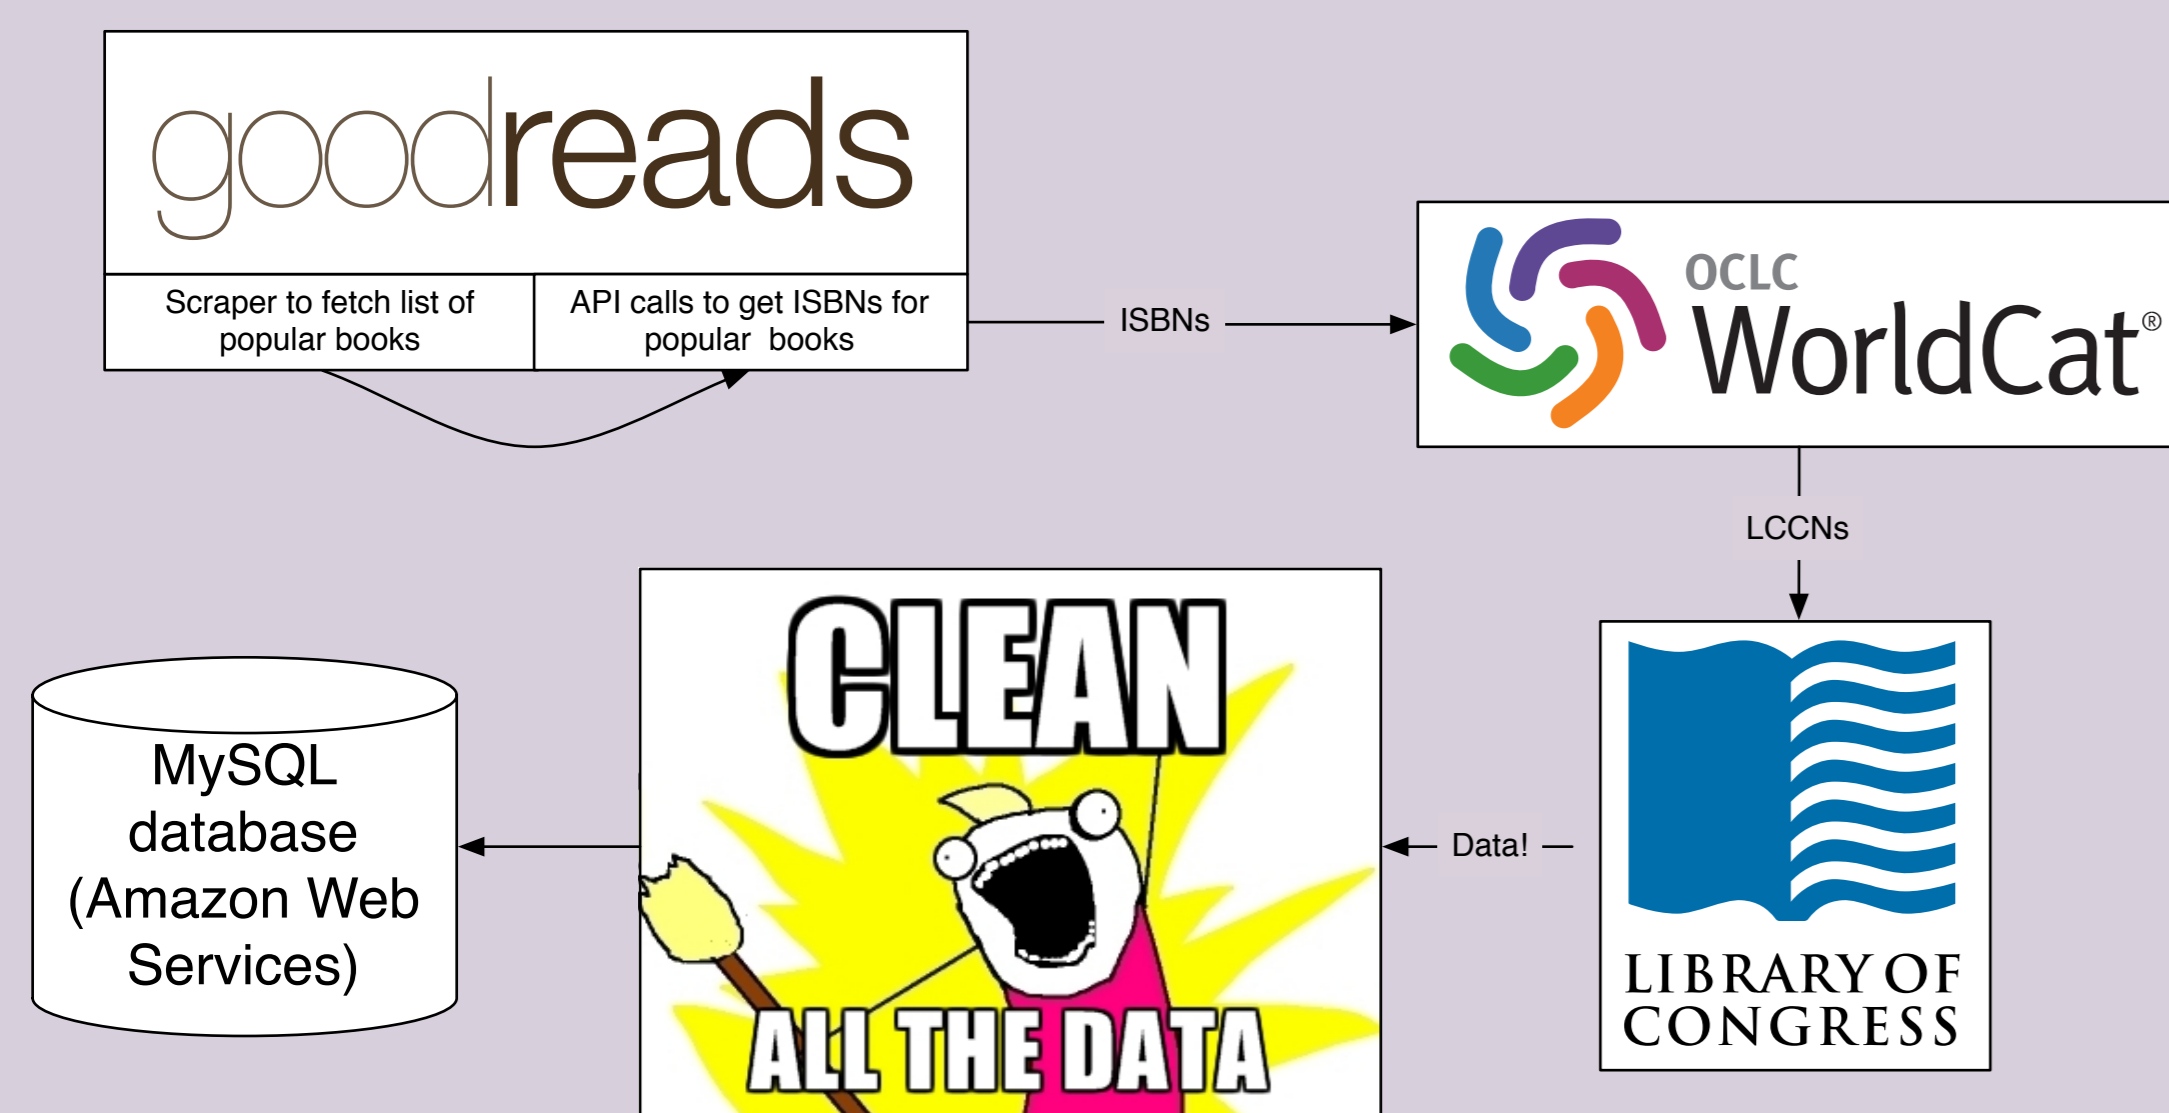 goodreads
Scraper to fetch list of
popular books
API calls to get ISBNs for
popular books
ISBNs
OCLC
WorldCat®
LCCNs
LIBRARY OF
CONGRESS
Data!
CLEAN
ALL THE DATA
MySQL
database
(Amazon Web
Services)